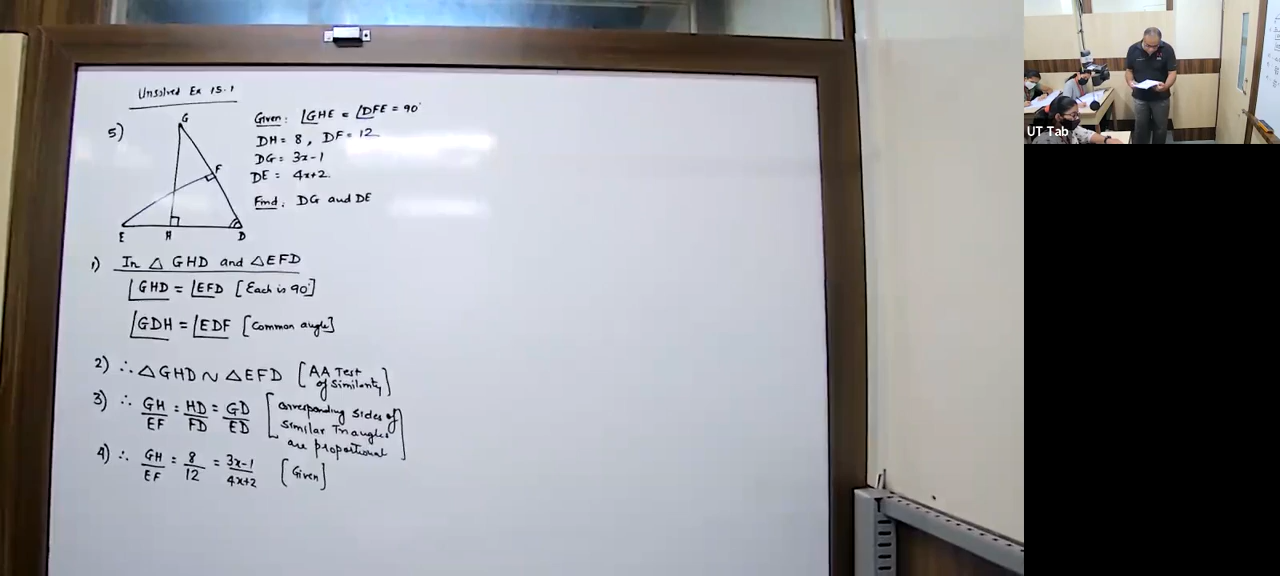 Unsolved Ex 15.1
5)
G
F
E
H
D
Given: ∠GHE = ∠DFE = 90°
DH = 8, DF = 12
DG = 3x-1
DE = 4x+2
Find: DG and DE
1) In △ GHD and △EFD
∠GHD = ∠EFD [Each is 90°]
∠GDH = ∠EDF [Common angle]
2) ∴ △GHD ~ △EFD [AA Test of Similarity]
3) ∴ GH/EF = HD/FD = GD/ED [Corresponding Sides of Similar Triangles are proportional]
4) ∴ GH/EF = 8/12 = 3x-1/4x+2 [Given]
UT Tab